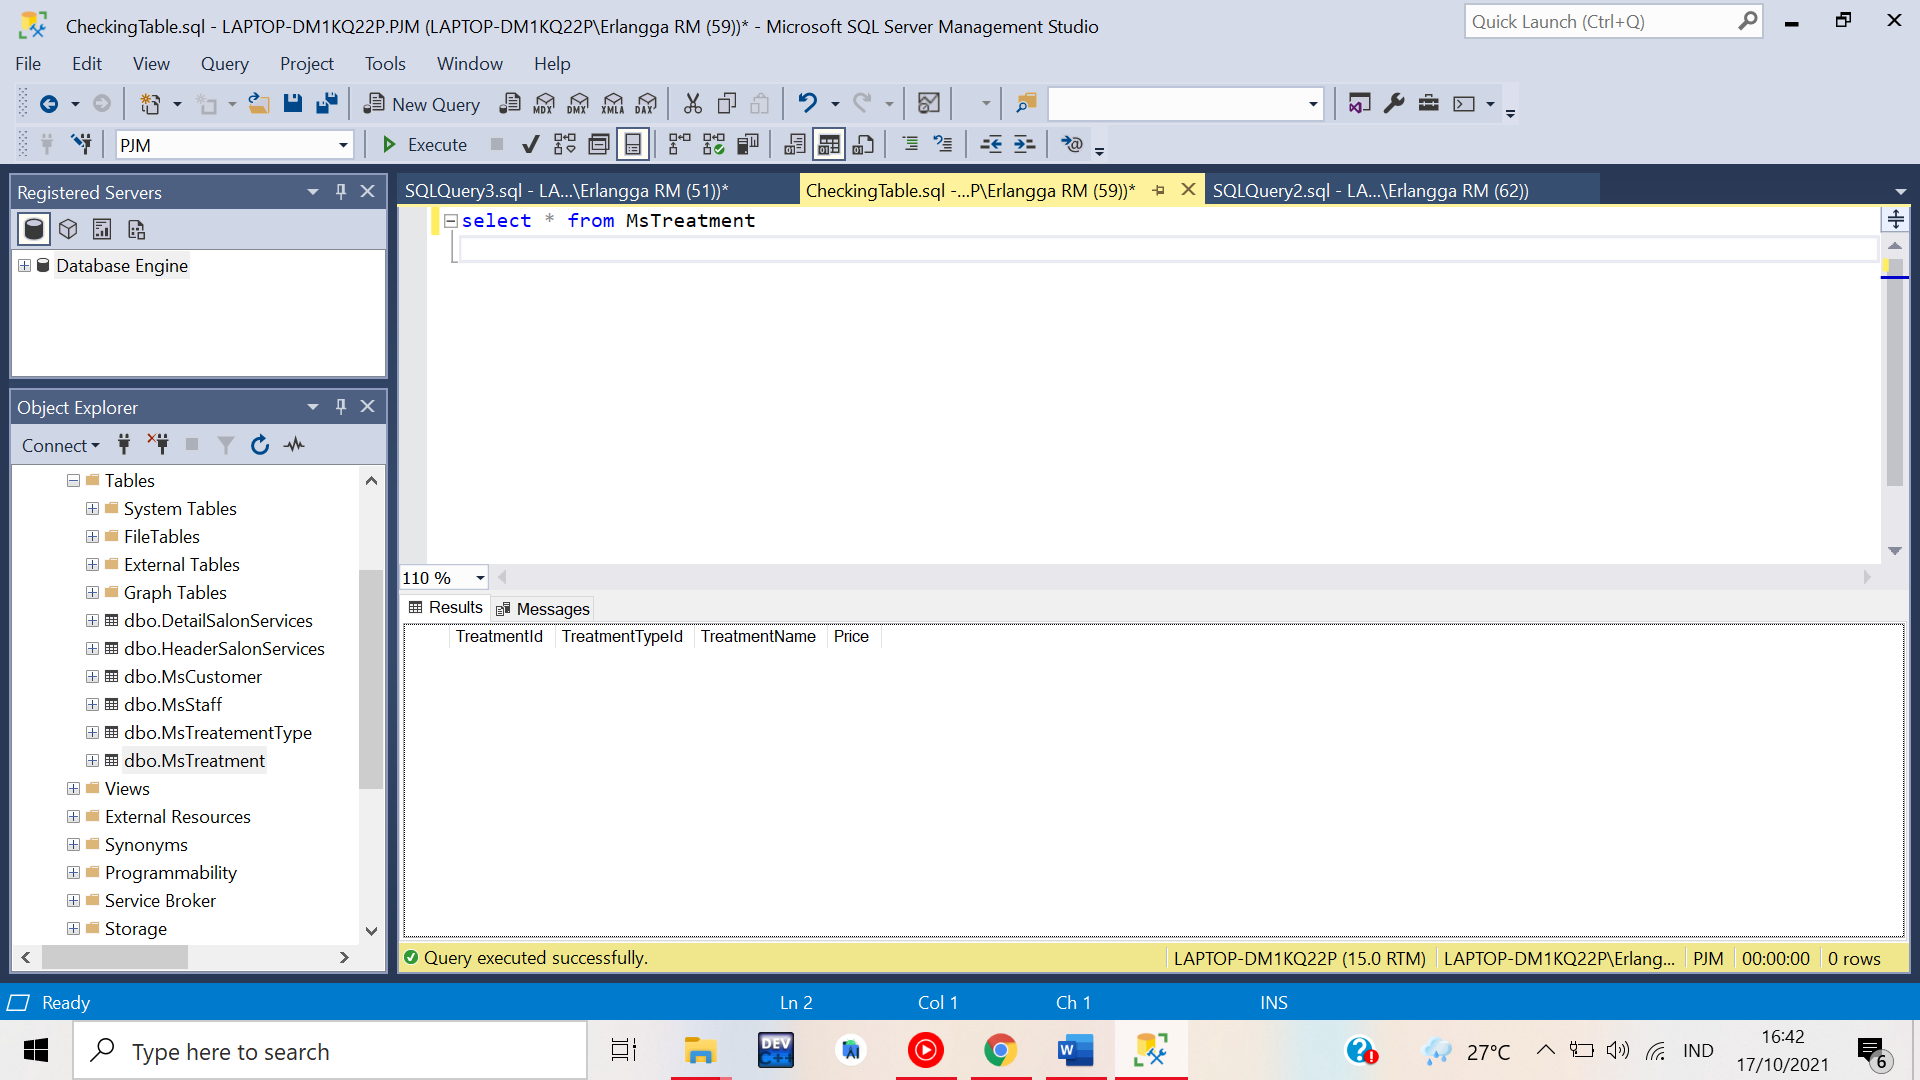 CheckingTable.sql - LAPTOP-DM1KQ22P.PJM (LAPTOP-DM1KQ22P\Erlangga RM (59))* - Microsoft SQL Server Management Studio
Quick Launch (Ctrl+Q)
File Edit View Query Project Tools Window Help
New Query MDX DMX XMLA DAX
PJM Execute
Registered Servers
Database Engine
SQLQuery3.sql - LA...\Erlangga RM (51))* CheckingTable.sql -...P\Erlangga RM (59))* SQLQuery2.sql - LA...\Erlangga RM (62))
select * from MsTreatment
Object Explorer
Connect
Tables
System Tables
FileTables
External Tables
Graph Tables
dbo.DetailSalonServices
dbo.HeaderSalonServices
dbo.MsCustomer
dbo.MsStaff
dbo.MsTreatementType
dbo.MsTreatment
Views
External Resources
Synonyms
Programmability
Service Broker
Storage
110 %
Results Messages
TreatmentId TreatmentTypeId TreatmentName Price
Query executed successfully. LAPTOP-DM1KQ22P (15.0 RTM) LAPTOP-DM1KQ22P\Erlang... PJM 00:00:00 0 rows
Ready Ln 2 Col 1 Ch 1 INS
Type here to search
DEV C++
W
27°C
IND
16:42
17/10/2021
6